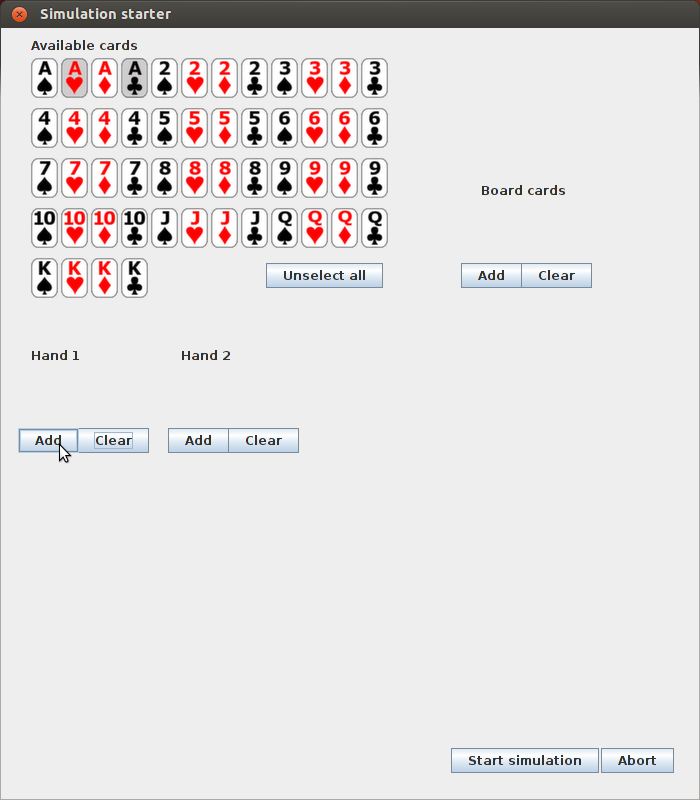 Simulation starter
Available cards
A A A A 2 2 2 2 3 3 3 3
4 4 4 4 5 5 5 5 6 6 6 6
7 7 7 7 8 8 8 8 9 9 9 9
Board cards
10 10 10 10 J J J J Q Q Q Q
K K K K
Unselect all Add Clear
Hand 1 Hand 2
Add Clear Add Clear
Start simulation Abort